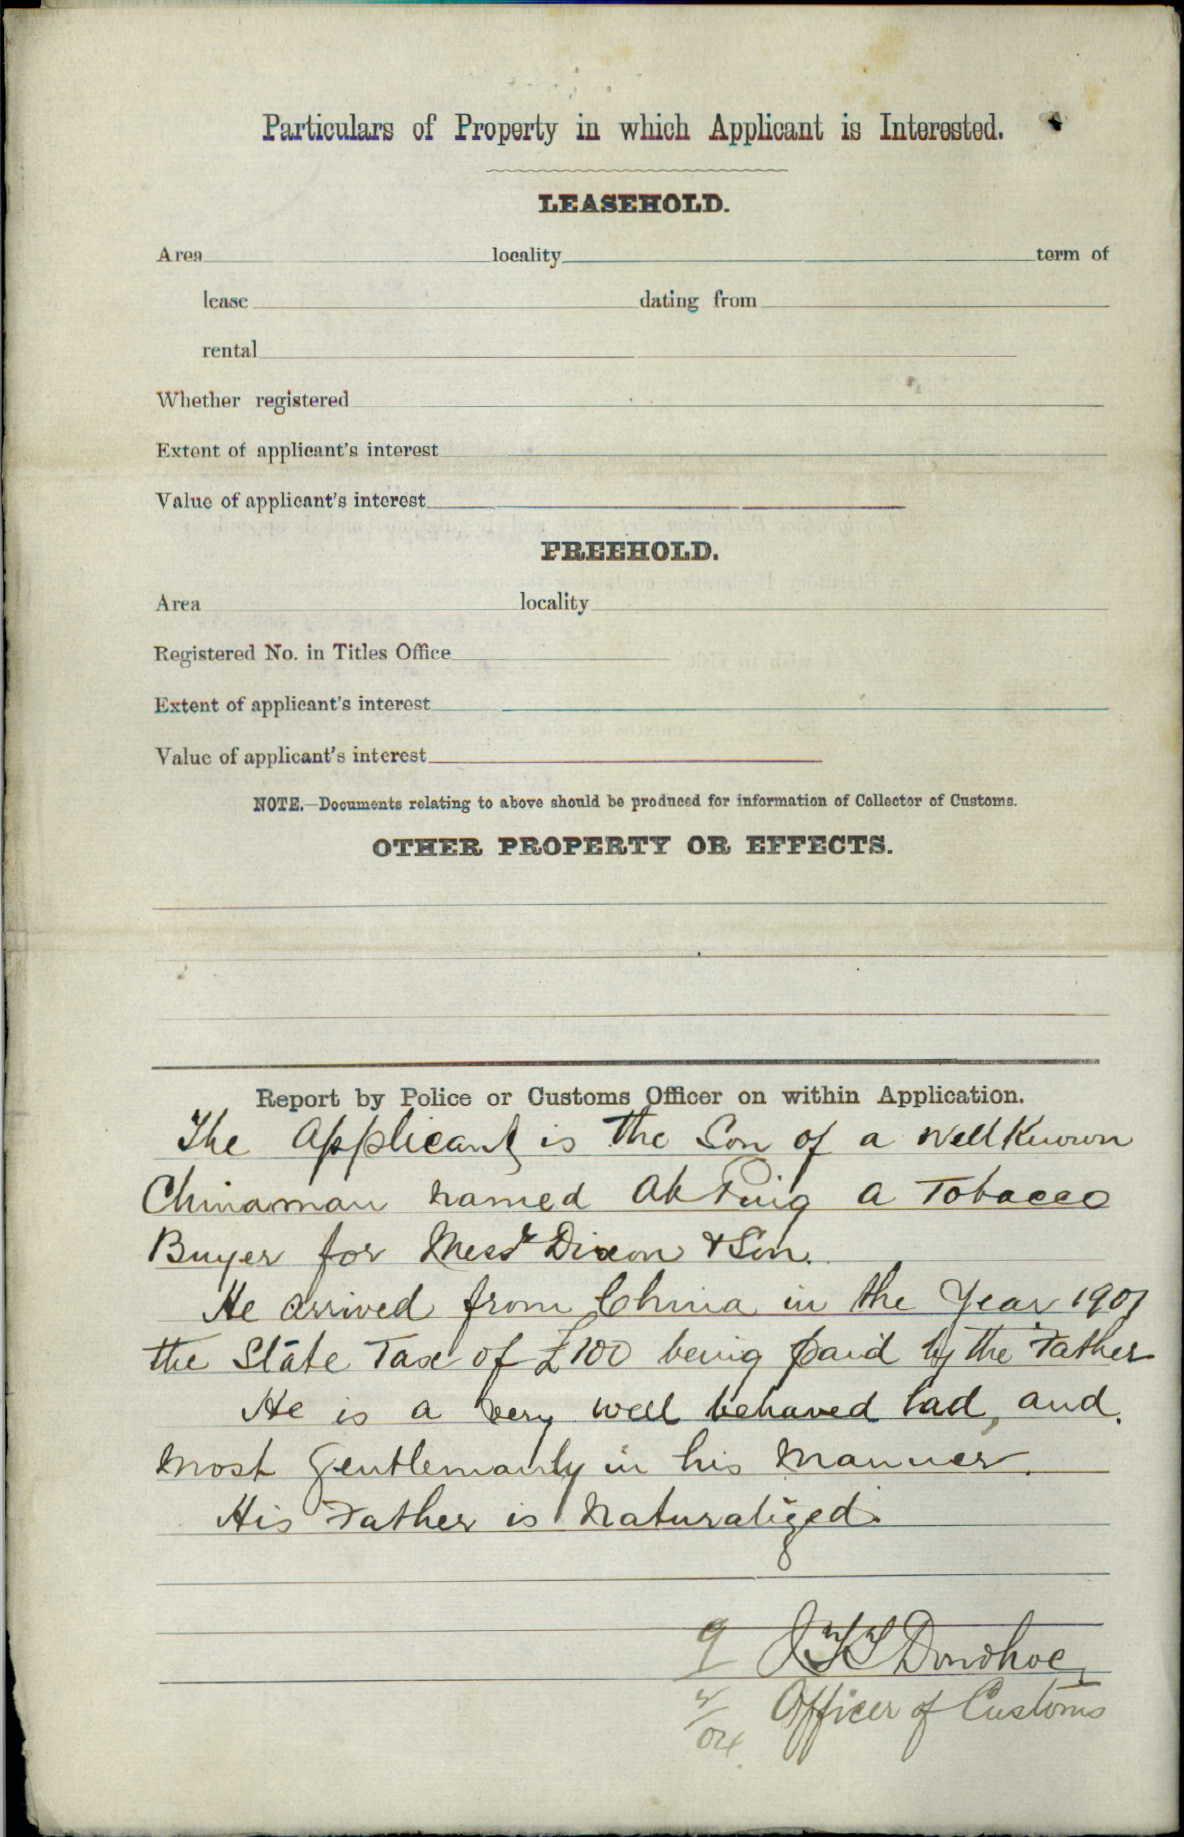 Particulars of Property in which Applicant is Interested.
LEASEHOLD.
Area locality term of
lease dating from
rental
Whether registered
Extent of applicant's interest
Value of applicant's interest
FREEHOLD.
Area locality
Registered No. in Titles Office
Extent of applicant's interest
Value of applicant's interest
NOTE.—Documents relating to above should be produced for information of Collector of Customs.
OTHER PROPERTY OR EFFECTS.
Report by Police or Customs Officer on within Application.
The Applicant is the Son of a well Known
Chinaman named Ah a Tobacco
Buyer for Messrs Dixon & Son.
He arrived from China in the Year 1901
the State Tax of £100 being paid by the Father
He is a very well behaved lad, and
most Gentlemanly in his Manner.
His Father is Naturalized.
9 Donohoe
/04 Officer of Customs